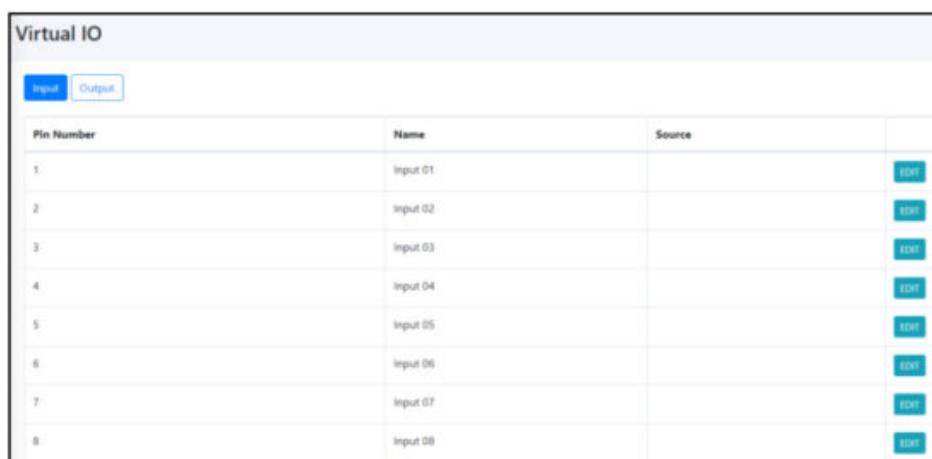 Virtual IO
Input Output
Pin Number Name Source
1 Input 01 EDIT
2 Input 02 EDIT
3 Input 03 EDIT
4 Input 04 EDIT
5 Input 05 EDIT
6 Input 06 EDIT
7 Input 07 EDIT
8 Input 08 EDIT